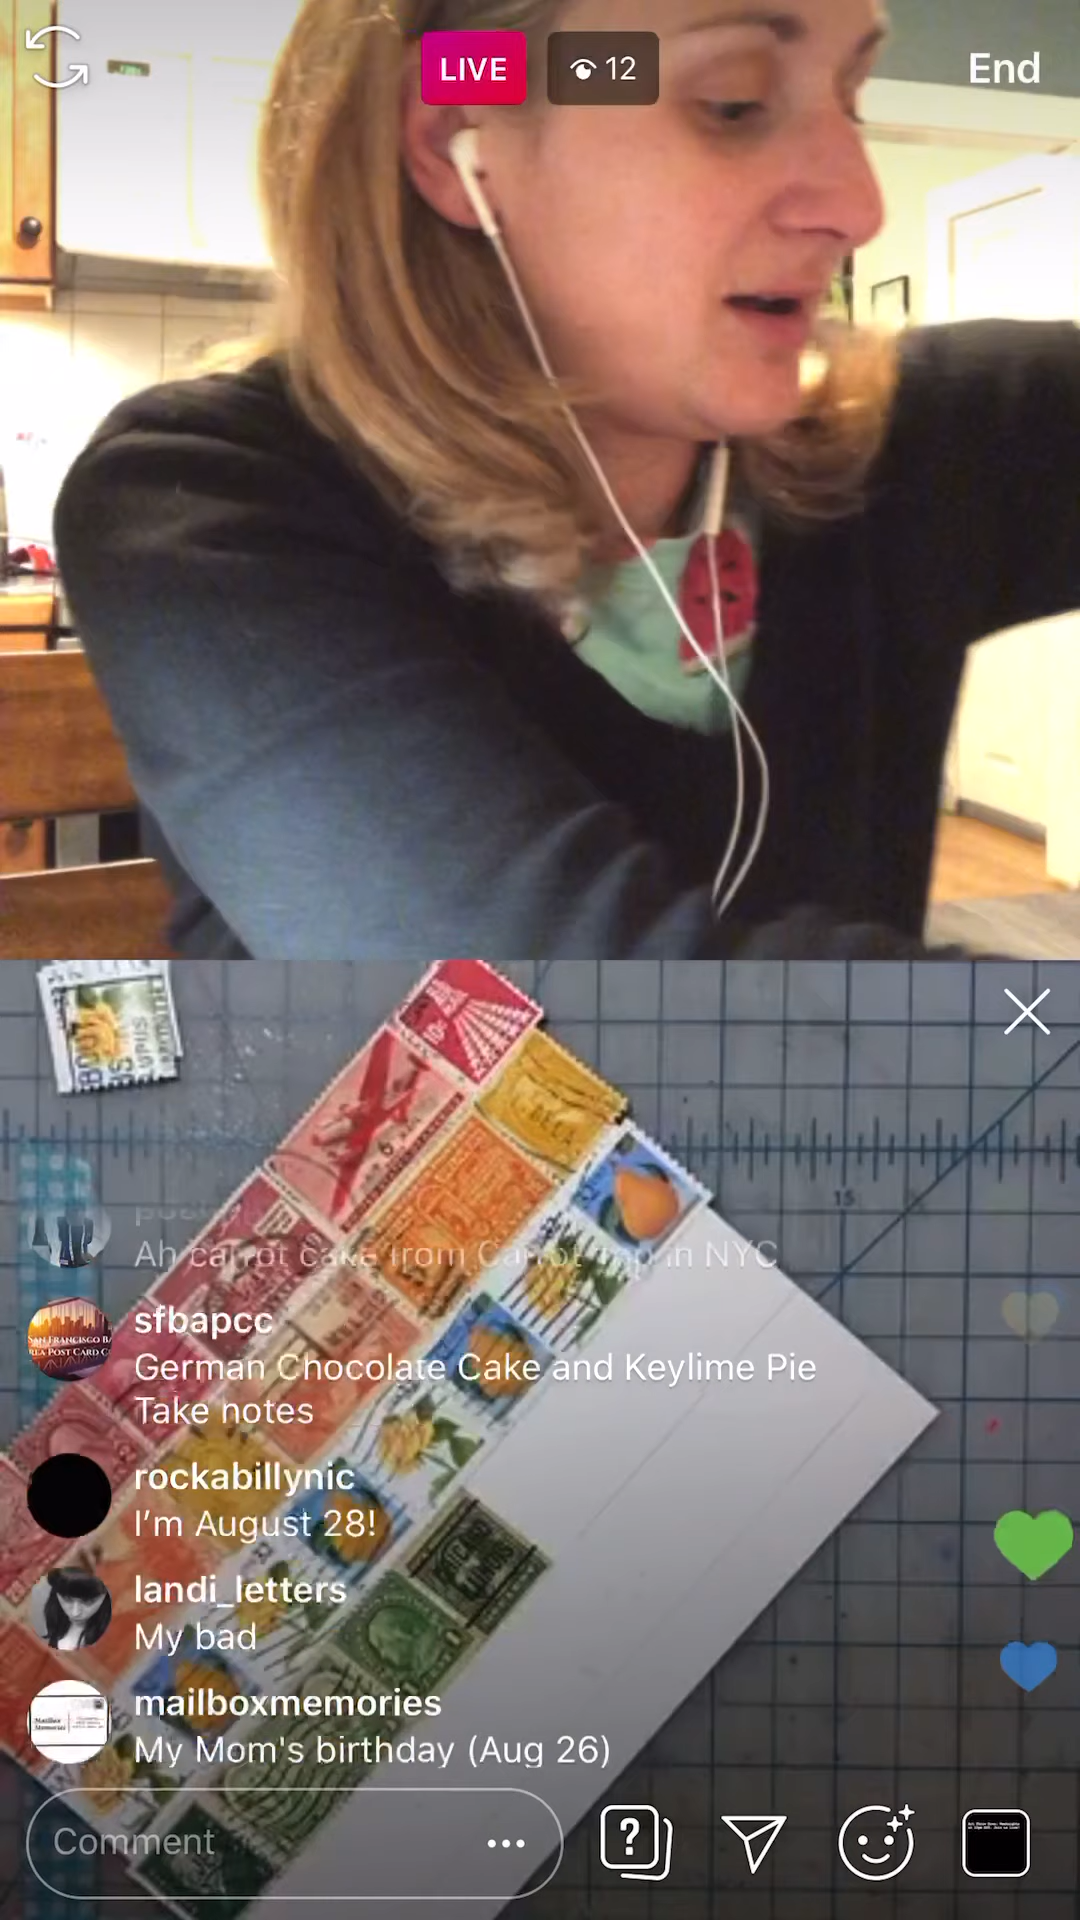 LIVE
12
End
15
Ah carrot cake from Carrot Top in NYC
sfbapcc
German Chocolate Cake and Keylime Pie
Take notes
rockabillynic
I'm August 28!
landi_letters
My bad
mailboxmemories
My Mom's birthday (Aug 26)
Comment